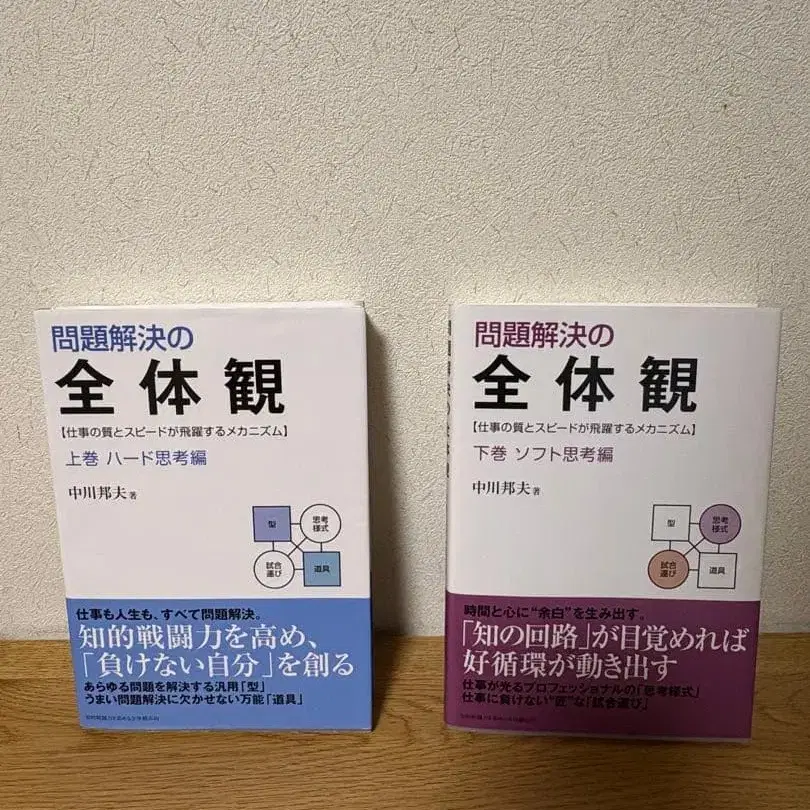 問題解決の
全体観
【仕事の質とスピードが飛躍するメカニズム】
上巻 ハード思考編
中川邦夫 著
型
思考
様式
試合
運び
道具
仕事も人生も、すべて問題解決。
知的戦闘力を高め、
「負けない自分」を創る
あらゆる問題を解決する汎用「型」
うまい問題解決に欠かせない万能「道具」
問題解決の
全体観
【仕事の質とスピードが飛躍するメカニズム】
下巻 ソフト思考編
中川邦夫 著
型
思考
様式
試合
運び
道具
時間と心に“余白”を生み出す。
「知の回路」が目覚めれば
好循環が動き出す
仕事が光るプロフェッショナルの「思考様式」
仕事に負けない“匠”な「試合運び」